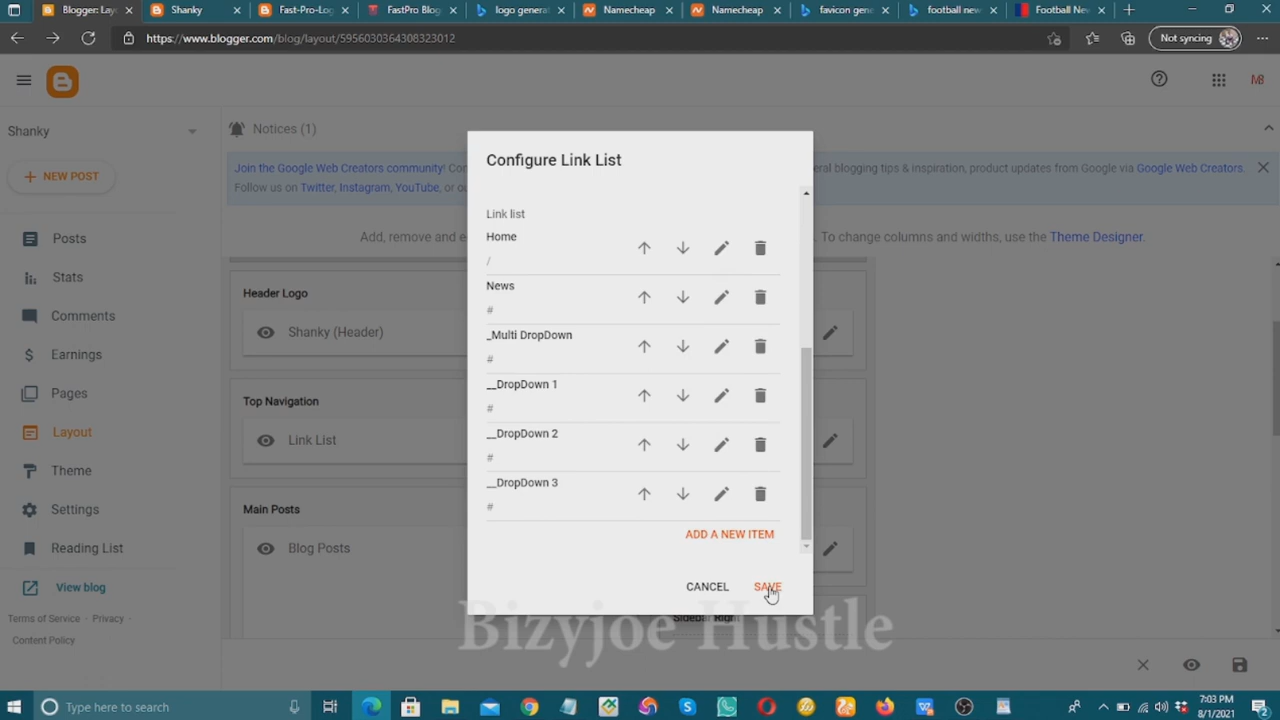 Blogger: Lay
Shanky
Fast-Pro-Log
FastPro Blog
logo genera
Namecheap
Namecheap
favicon gene
football new
Football Nev
https://www.blogger.com/blog/layout/5956030364308323012
Not syncing
Shanky
Notices (1)
MB
NEW POST
Join the Google Web Creators community! Con
eral blogging tips & inspiration, product updates from Google via Google Web Creators.
Follow us on Twitter, Instagram, YouTube, or ou
Add, remove and e
. To change columns and widths, use the Theme Designer.
Posts
Stats
Comments
Earnings
Pages
Layout
Theme
Settings
Reading List
View blog
Terms of Service · Privacy ·
Content Policy
Header Logo
Shanky (Header)
Top Navigation
Link List
Main Posts
Blog Posts
Sidebar Right
Configure Link List
Link list
Home
/
News
#
_Multi DropDown
#
__DropDown 1
#
__DropDown 2
#
__DropDown 3
#
ADD A NEW ITEM
CANCEL
SAVE
Bizyjoe Hustle
Type here to search
7:03 PM
8/1/2021